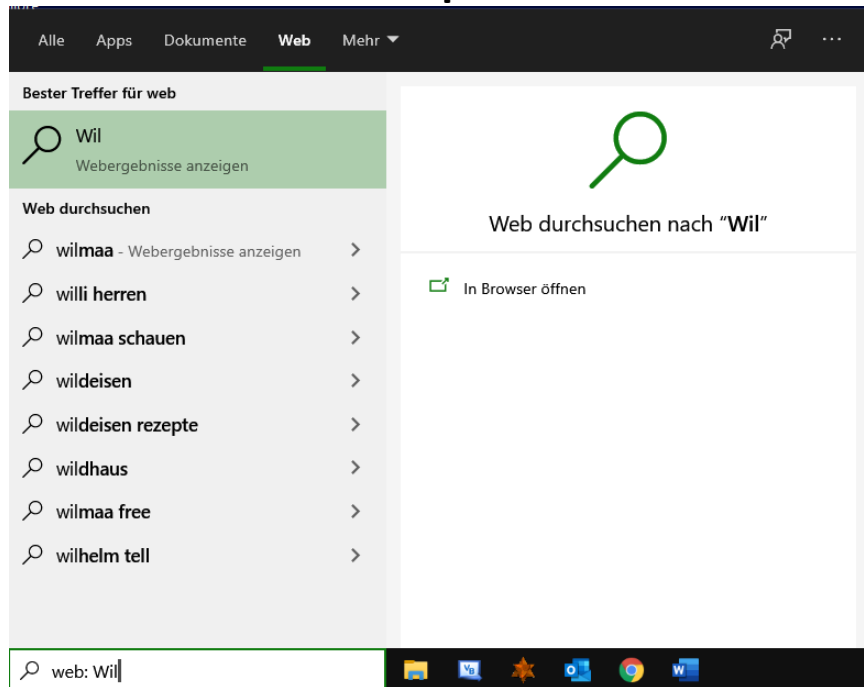 Alle Apps Dokumente Web Mehr
Bester Treffer für web
Wil
Webergebnisse anzeigen
Web durchsuchen
wilmaa - Webergebnisse anzeigen
willi herren
wilmaa schauen
wildeisen
wildeisen rezepte
wildhaus
wilmaa free
wilhelm tell
Web durchsuchen nach “Wil”
In Browser öffnen
web: Wil